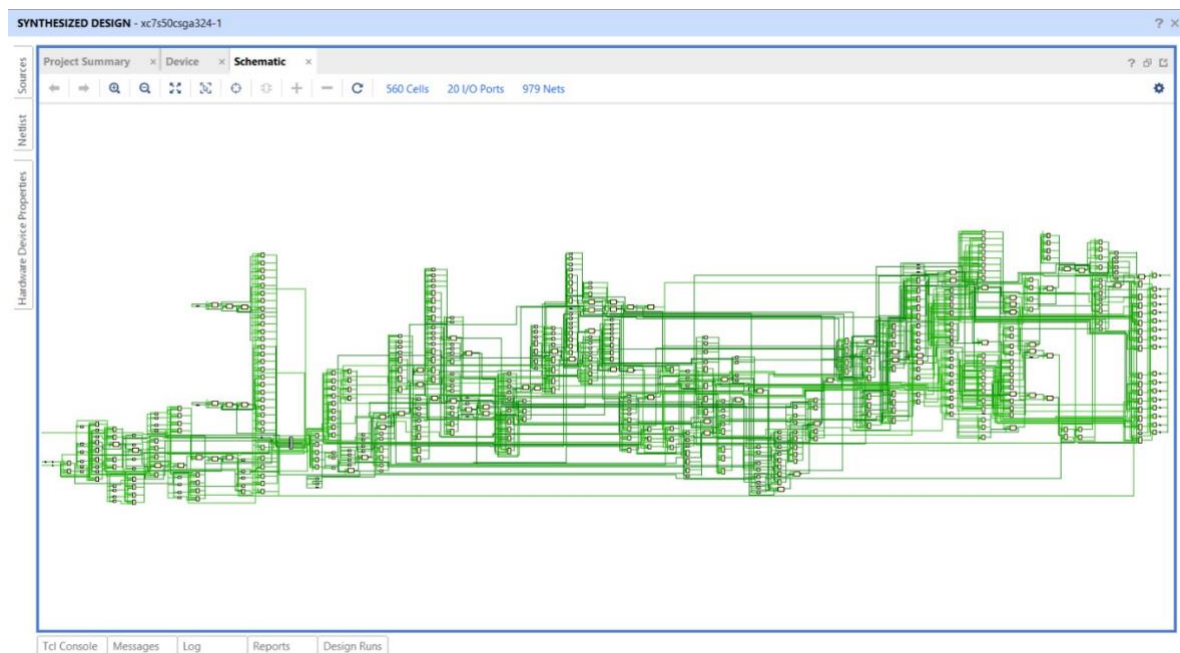 SYNTHESIZED DESIGN - xc7s50csga324-1
? ×
Sources
Netlist
Hardware Device Properties
Project Summary × Device × Schematic ×
?
560 Cells 20 I/O Ports 979 Nets
Tcl Console Messages Log Reports Design Runs